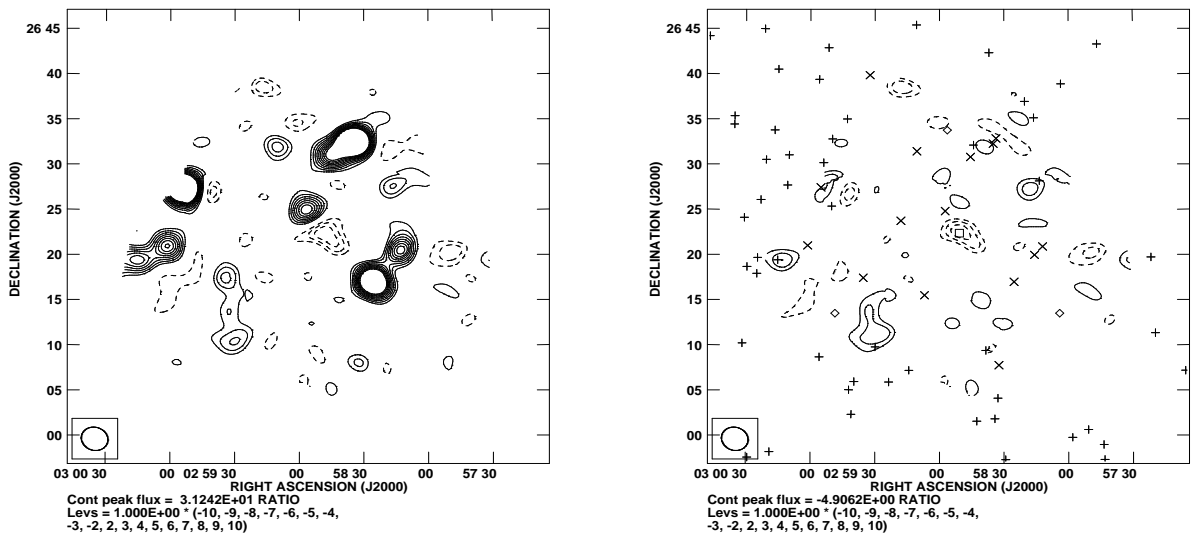 26 45
40
35
30
25
20
15
10
05
00
DECLINATION (J2000)
03 00 30 00 02 59 30 00 58 30 00 57 30
RIGHT ASCENSION (J2000)
Cont peak flux = 3.1242E+01 RATIO
Levs = 1.000E+00 * (-10, -9, -8, -7, -6, -5, -4,
-3, -2, 2, 3, 4, 5, 6, 7, 8, 9, 10)
26 45
40
35
30
25
20
15
10
05
00
DECLINATION (J2000)
03 00 30 00 02 59 30 00 58 30 00 57 30
RIGHT ASCENSION (J2000)
Cont peak flux = -4.9062E+00 RATIO
Levs = 1.000E+00 * (-10, -9, -8, -7, -6, -5, -4,
-3, -2, 2, 3, 4, 5, 6, 7, 8, 9, 10)